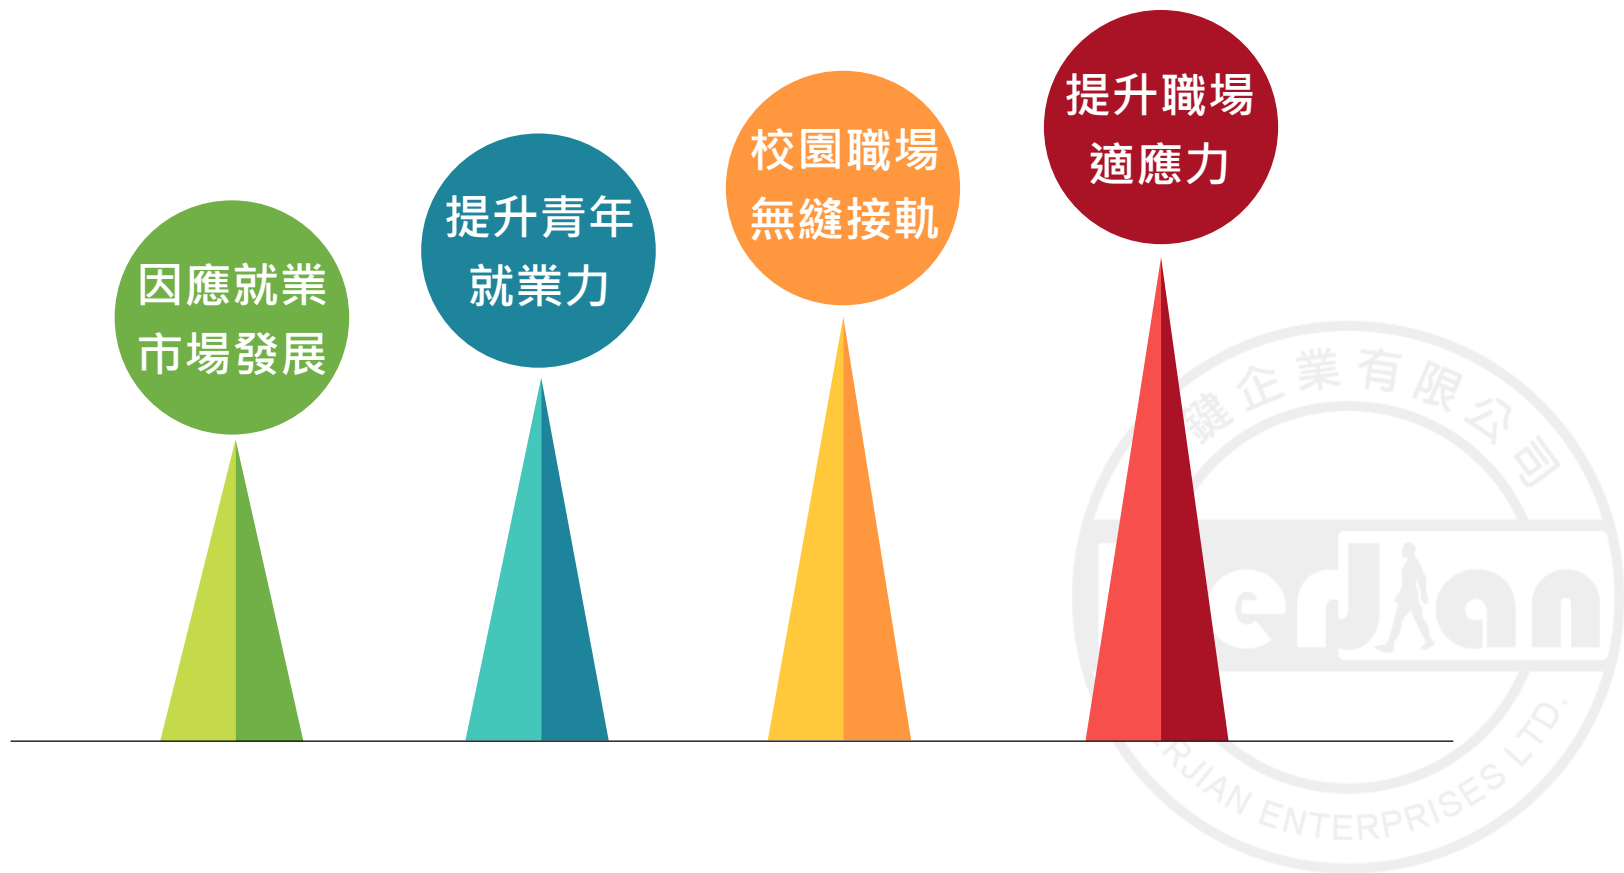 因應就業
市場發展
提升青年
就業力
校園職場
無縫接軌
提升職場
適應力
鍵企業有限公司
erJian
ERJIAN ENTERPRISES LTD.